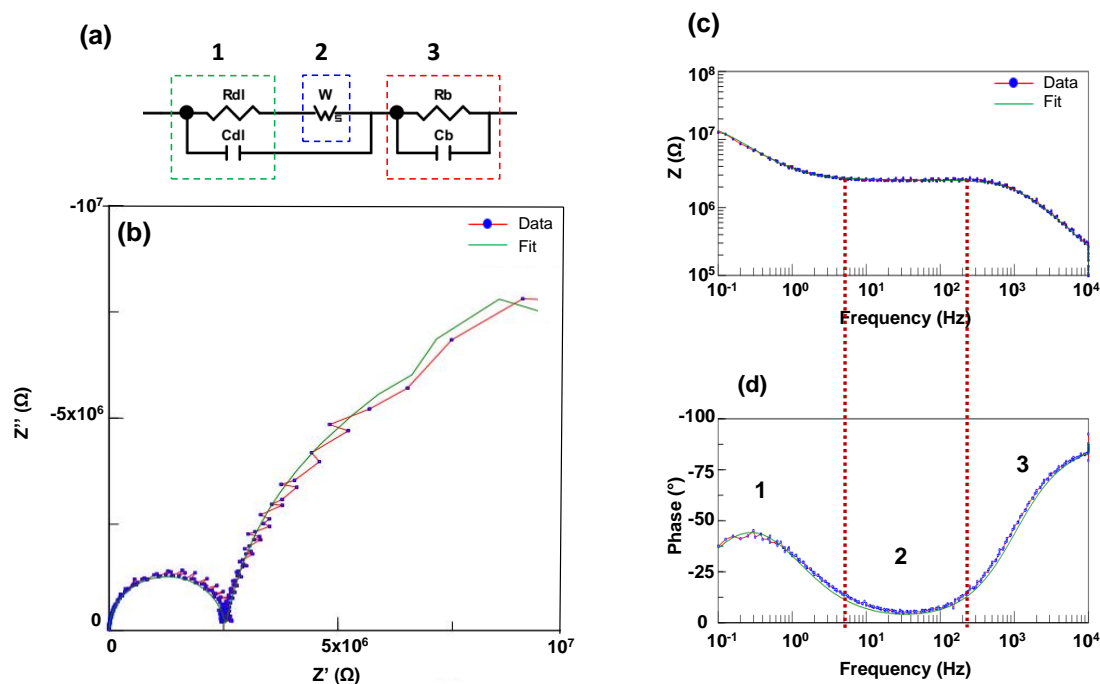 (a)
1 2 3
Rdl W Rb
s
Cdl Cb
(b)
Data
Fit
-10⁷
-5x10⁶
0
0 5x10⁶ 10⁷
Z'' (Ω)
Z' (Ω)
(c)
Data
Fit
10⁸
10⁷
10⁶
10⁵
10⁻¹ 10⁰ 10¹ 10² 10³ 10⁴
Z (Ω)
Frequency (Hz)
(d)
-100
-75
-50
-25
0
1 2 3
10⁻¹ 10⁰ 10¹ 10² 10³ 10⁴
Phase (°)
Frequency (Hz)